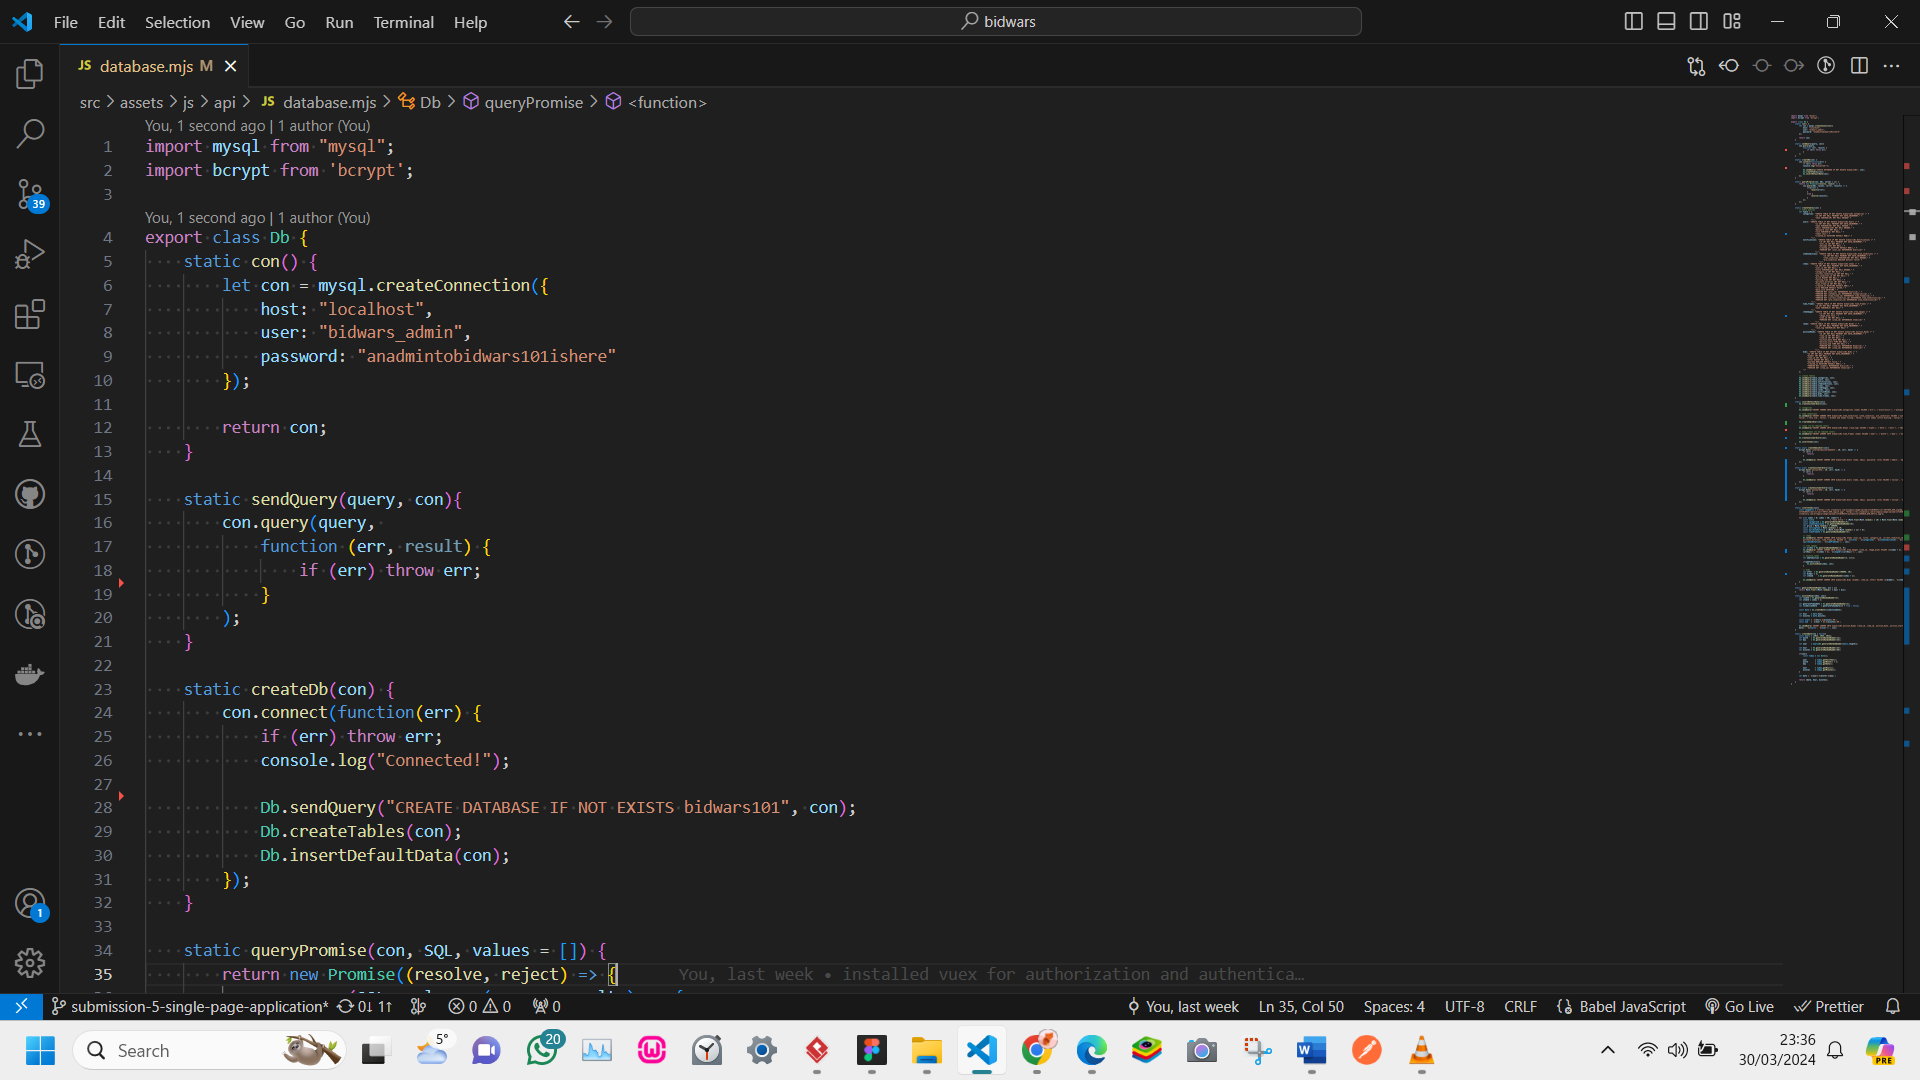 File Edit Selection View Go Run Terminal Help
bidwars
JS database.mjs M
src > assets > js > api > JS database.mjs > Db > queryPromise > <function>
You, 1 second ago | 1 author (You)
1 import mysql from "mysql";
2 import bcrypt from 'bcrypt';
3
You, 1 second ago | 1 author (You)
4 export class Db {
5 static con() {
6 let con = mysql.createConnection({
7 host: "localhost",
8 user: "bidwars_admin",
9 password: "anadmintobidwars101ishere"
10 });
11
12 return con;
13 }
14
15 static sendQuery(query, con){
16 con.query(query,
17 function (err, result) {
18 if (err) throw err;
19 }
20 );
21 }
22
23 static createDb(con) {
24 con.connect(function(err) {
25 if (err) throw err;
26 console.log("Connected!");
27
28 Db.sendQuery("CREATE DATABASE IF NOT EXISTS bidwars101", con);
29 Db.createTables(con);
30 Db.insertDefaultData(con);
31 });
32 }
33
34 static queryPromise(con, SQL, values = []) {
35 return new Promise((resolve, reject) => { You, last week • installed vuex for authorization and authentica…
39
1
submission-5-single-page-application* 0↓ 1↑ 0 0 0 You, last week Ln 35, Col 50 Spaces: 4 UTF-8 CRLF Babel JavaScript Go Live Prettier
Search 5° 20 23:36
30/03/2024
PRE